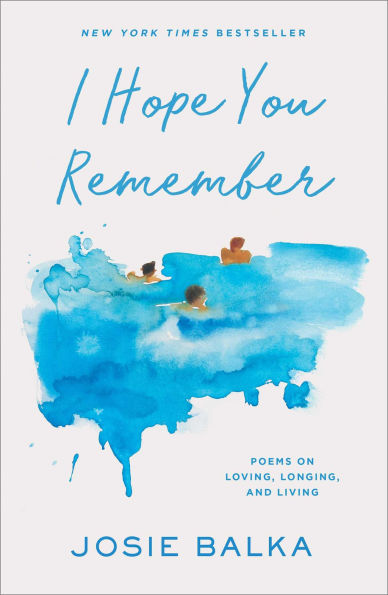 NEW YORK TIMES BESTSELLER
I Hope You
Remember
POEMS ON
LOVING, LONGING,
AND LIVING
JOSIE BALKA